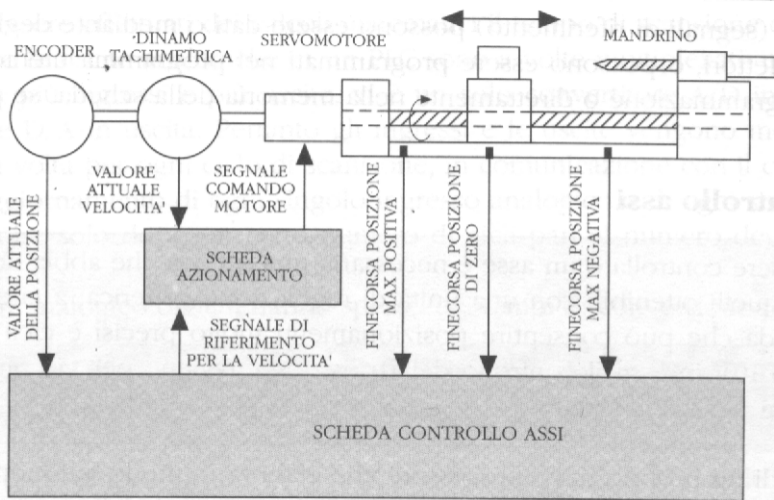 ENCODER
DINAMO
TACHIMETRICA
SERVOMOTORE
MANDRINO
VALORE
ATTUALE
VELOCITA'
SEGNALE
COMANDO
MOTORE
VALORE ATTUALE
DELLA POSIZIONE
SCHEDA
AZIONAMENTO
FINECORSA POSIZIONE
MAX POSITIVA
FINECORSA POSIZIONE
DI ZERO
FINECORSA POSIZIONE
MAX NEGATIVA
SEGNALE DI
RIFERIMENTO
PER LA VELOCITA'
SCHEDA CONTROLLO ASSI